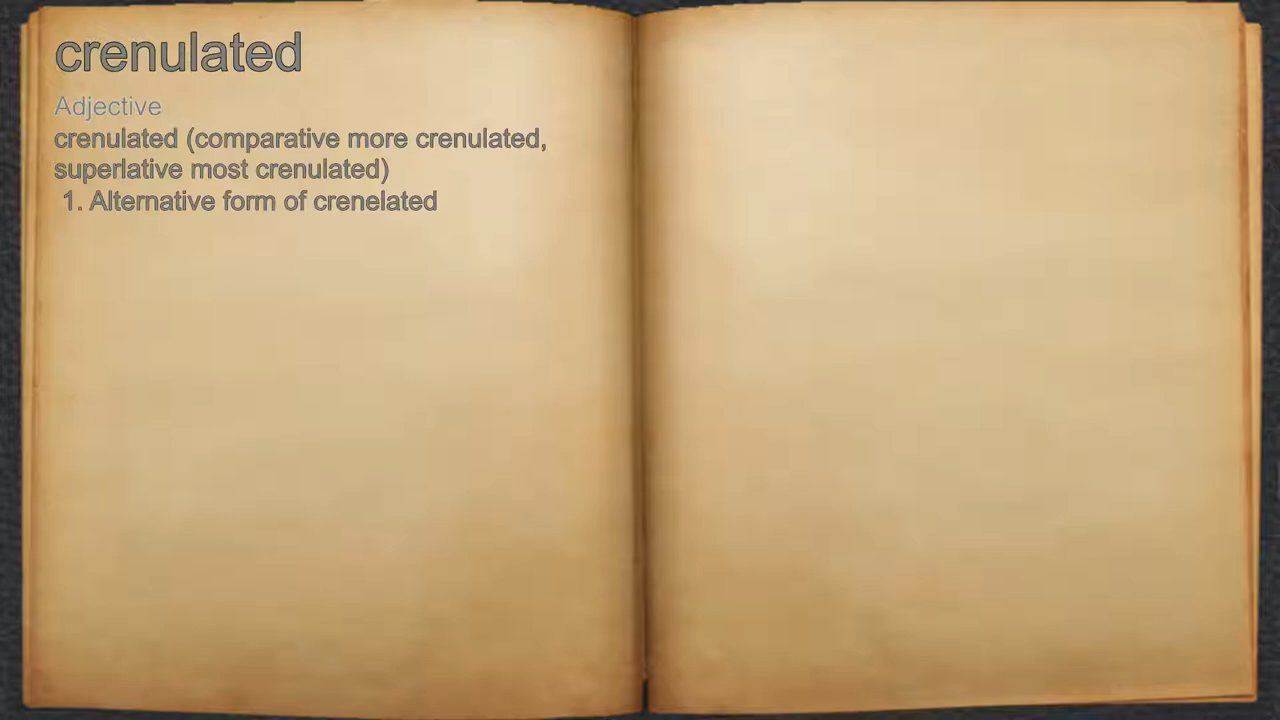 crenulated
Adjective
crenulated (comparative more crenulated,
superlative most crenulated)
1. Alternative form of crenelated